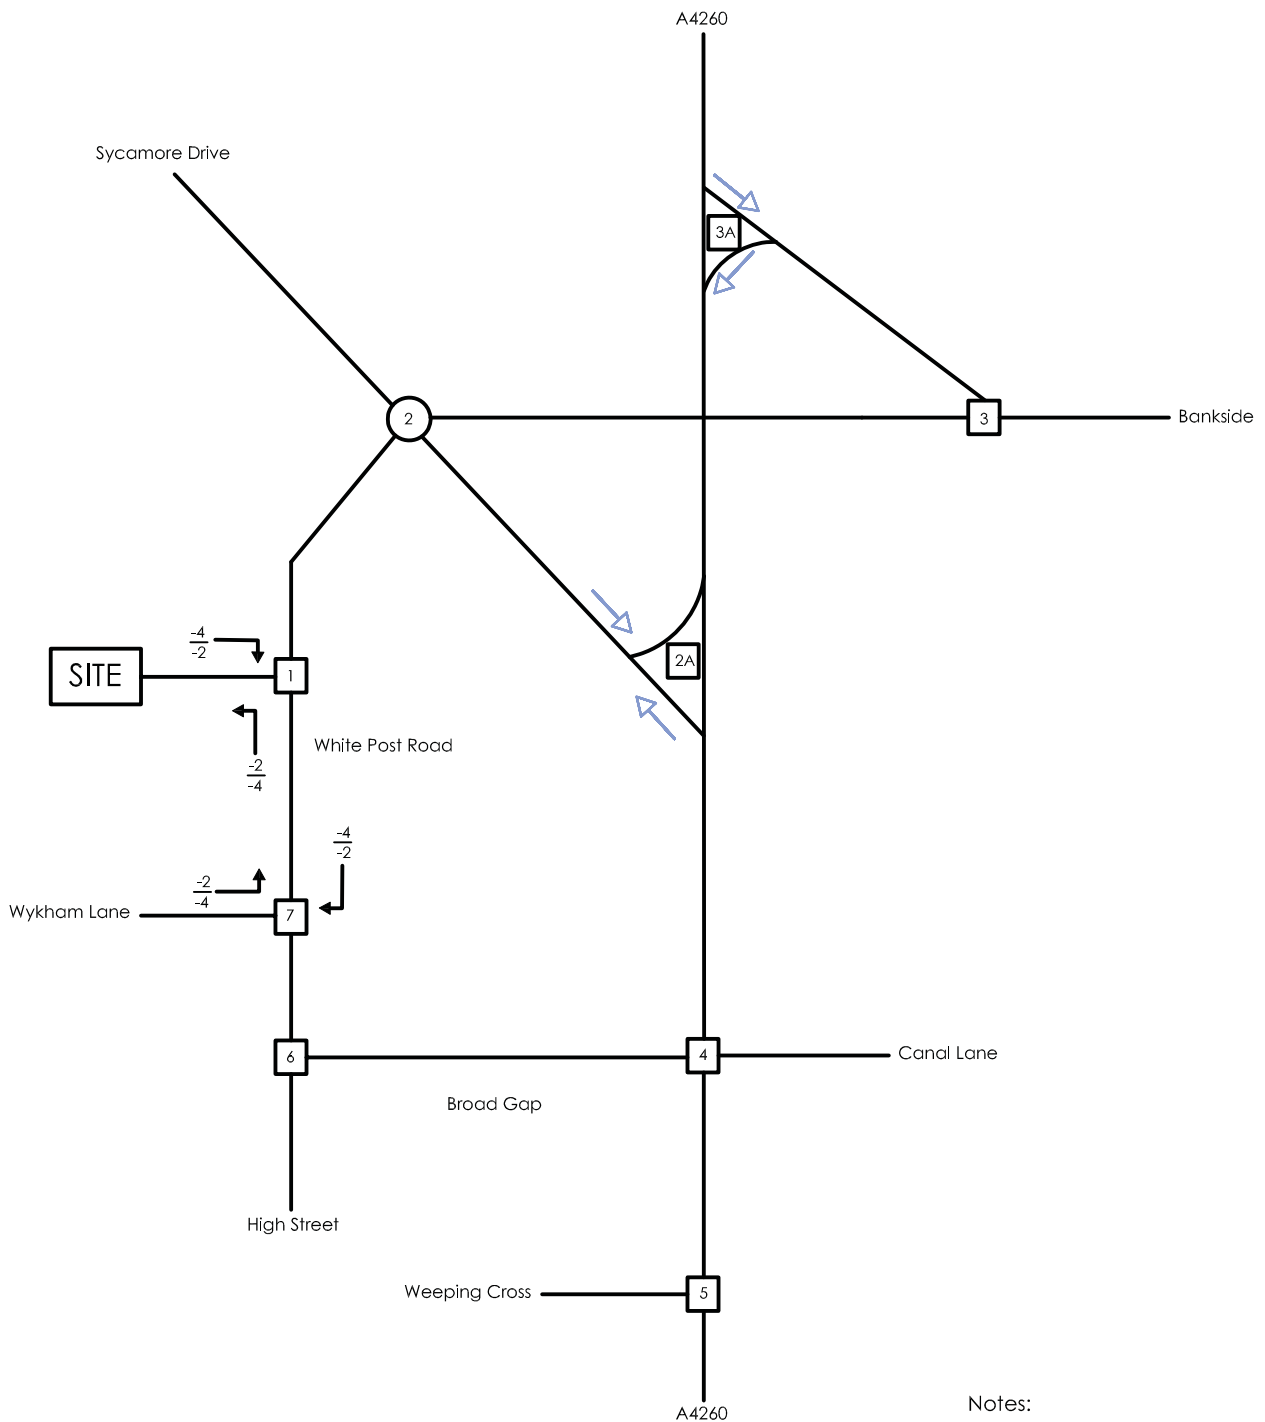 A4260
Sycamore Drive
3A
2
3
Bankside
-4
-2
2A
SITE
1
White Post Road
-2
-4
-4
-2
-2
-4
Wykham Lane
7
6
4
Canal Lane
Broad Gap
High Street
Weeping Cross
5
A4260
Notes: